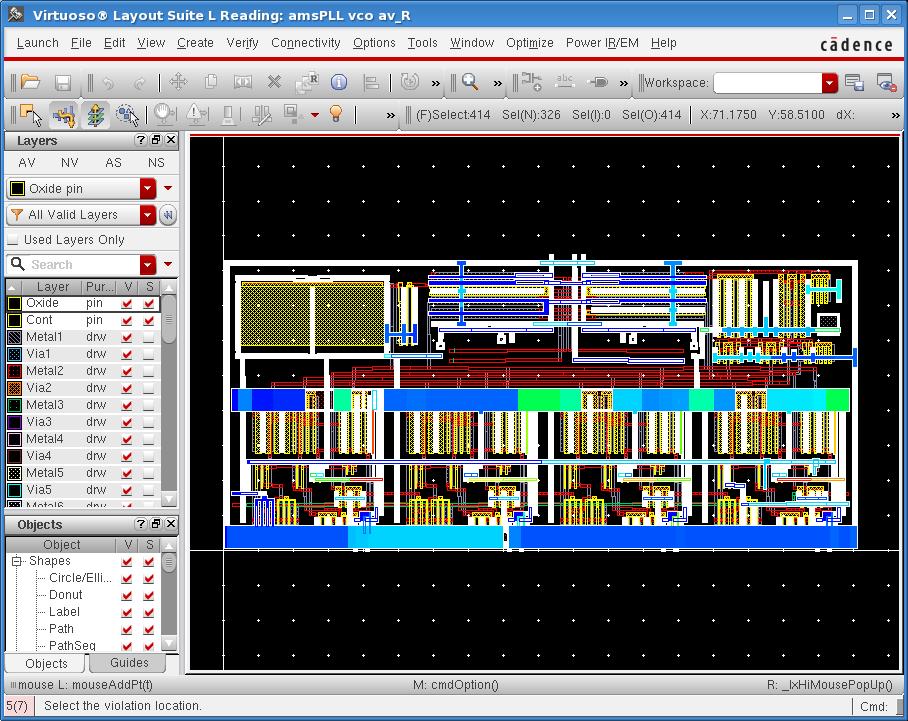 Virtuoso® Layout Suite L Reading: amsPLL vco av_R
Launch File Edit View Create Verify Connectivity Options Tools Window Optimize Power IR/EM Help
cādence
abc
Workspace:
(F)Select:414 Sel(N):326 Sel(I):0 Sel(O):414 X:71.1750 Y:58.5100 dX:
Layers
AV NV AS NS
Oxide pin
All Valid Layers
Used Layers Only
Search
Layer Pur... V S
Oxide pin
Cont pin
Metal1 drw
Via1 drw
Metal2 drw
Via2 drw
Metal3 drw
Via3 drw
Metal4 drw
Via4 drw
Metal5 drw
Via5 drw
Metal6 drw
Objects
Object V S
Shapes
Circle/Elli...
Donut
Label
Path
PathSeg
Objects Guides
mouse L: mouseAddPt(t) M: cmdOption() R: _lxHiMousePopUp()
5(7) Select the violation location. Cmd: